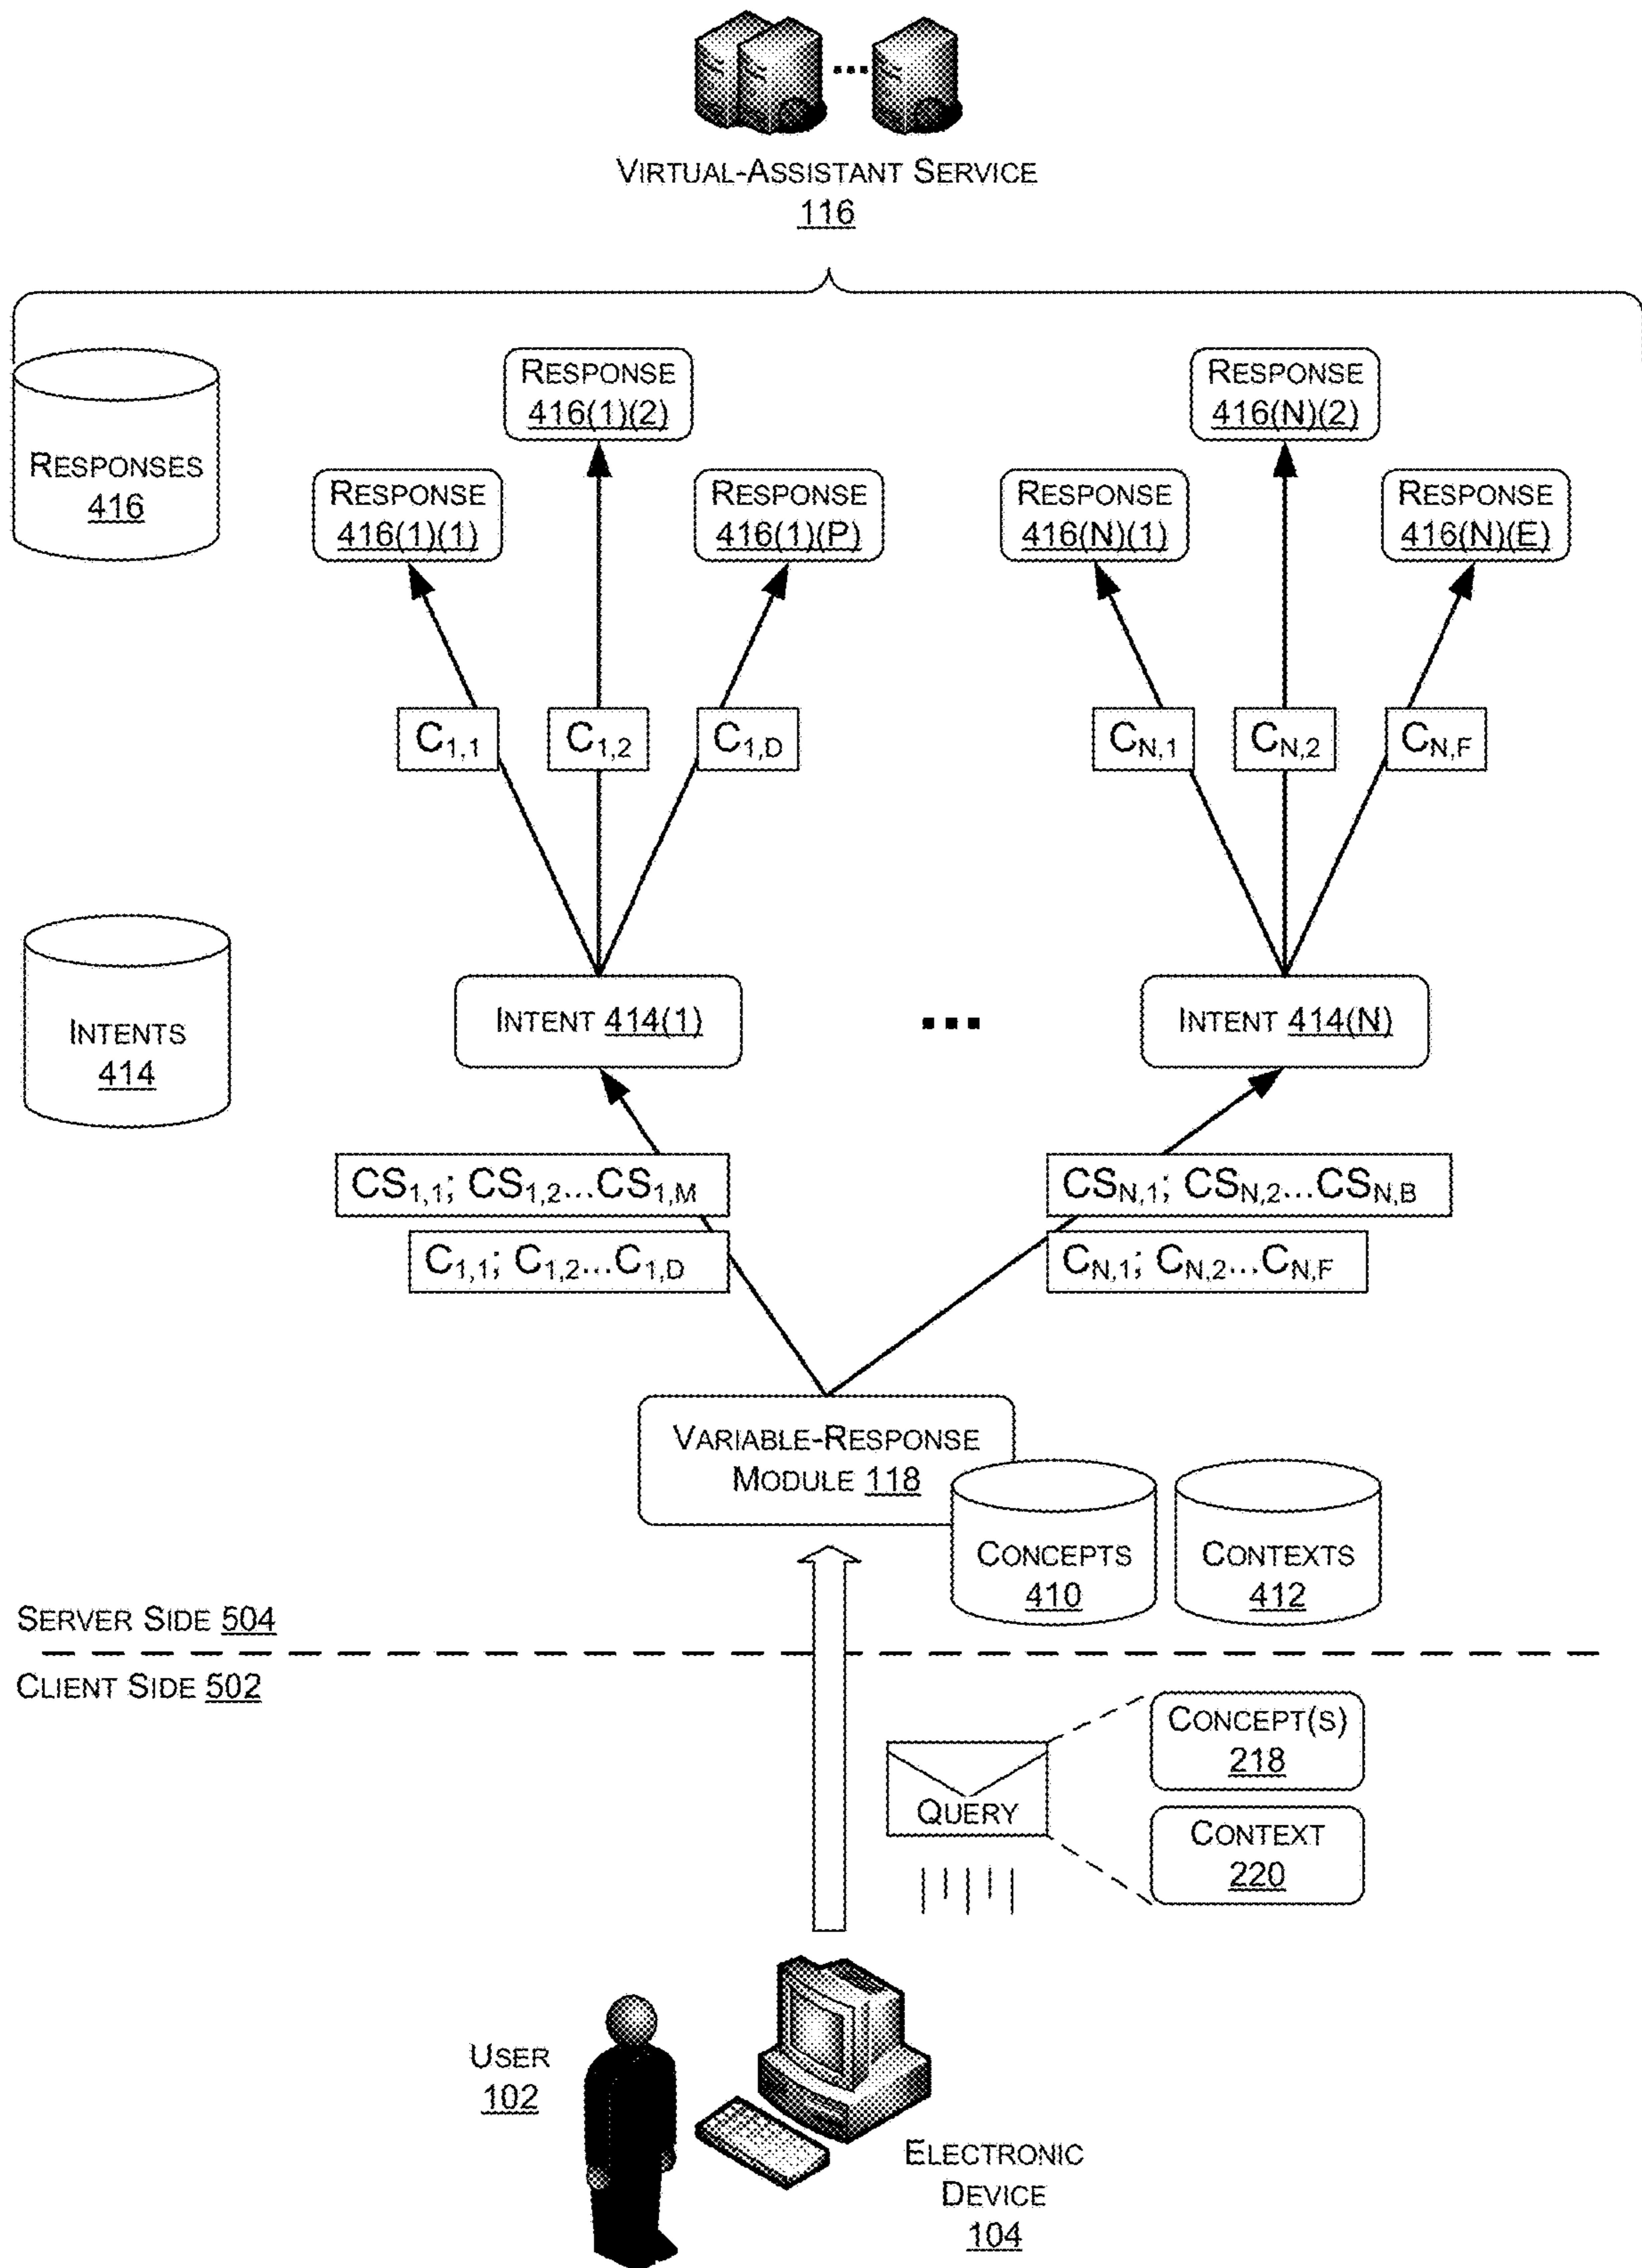 VIRTUAL-ASSISTANT SERVICE
116
RESPONSES
416
RESPONSE
416(1)(1)
RESPONSE
416(1)(2)
RESPONSE
416(1)(P)
RESPONSE
416(N)(1)
RESPONSE
416(N)(2)
RESPONSE
416(N)(E)
C1,1
C1,2
C1,D
CN,1
CN,2
CN,F
INTENTS
414
INTENT 414(1)
...
INTENT 414(N)
CS1,1; CS1,2...CS1,M
C1,1; C1,2...C1,D
CSN,1; CSN,2...CSN,B
CN,1; CN,2...CN,F
VARIABLE-RESPONSE
MODULE 118
CONCEPTS
410
CONTEXTS
412
SERVER SIDE 504
CLIENT SIDE 502
QUERY
CONCEPT(S)
218
CONTEXT
220
USER
102
ELECTRONIC
DEVICE
104